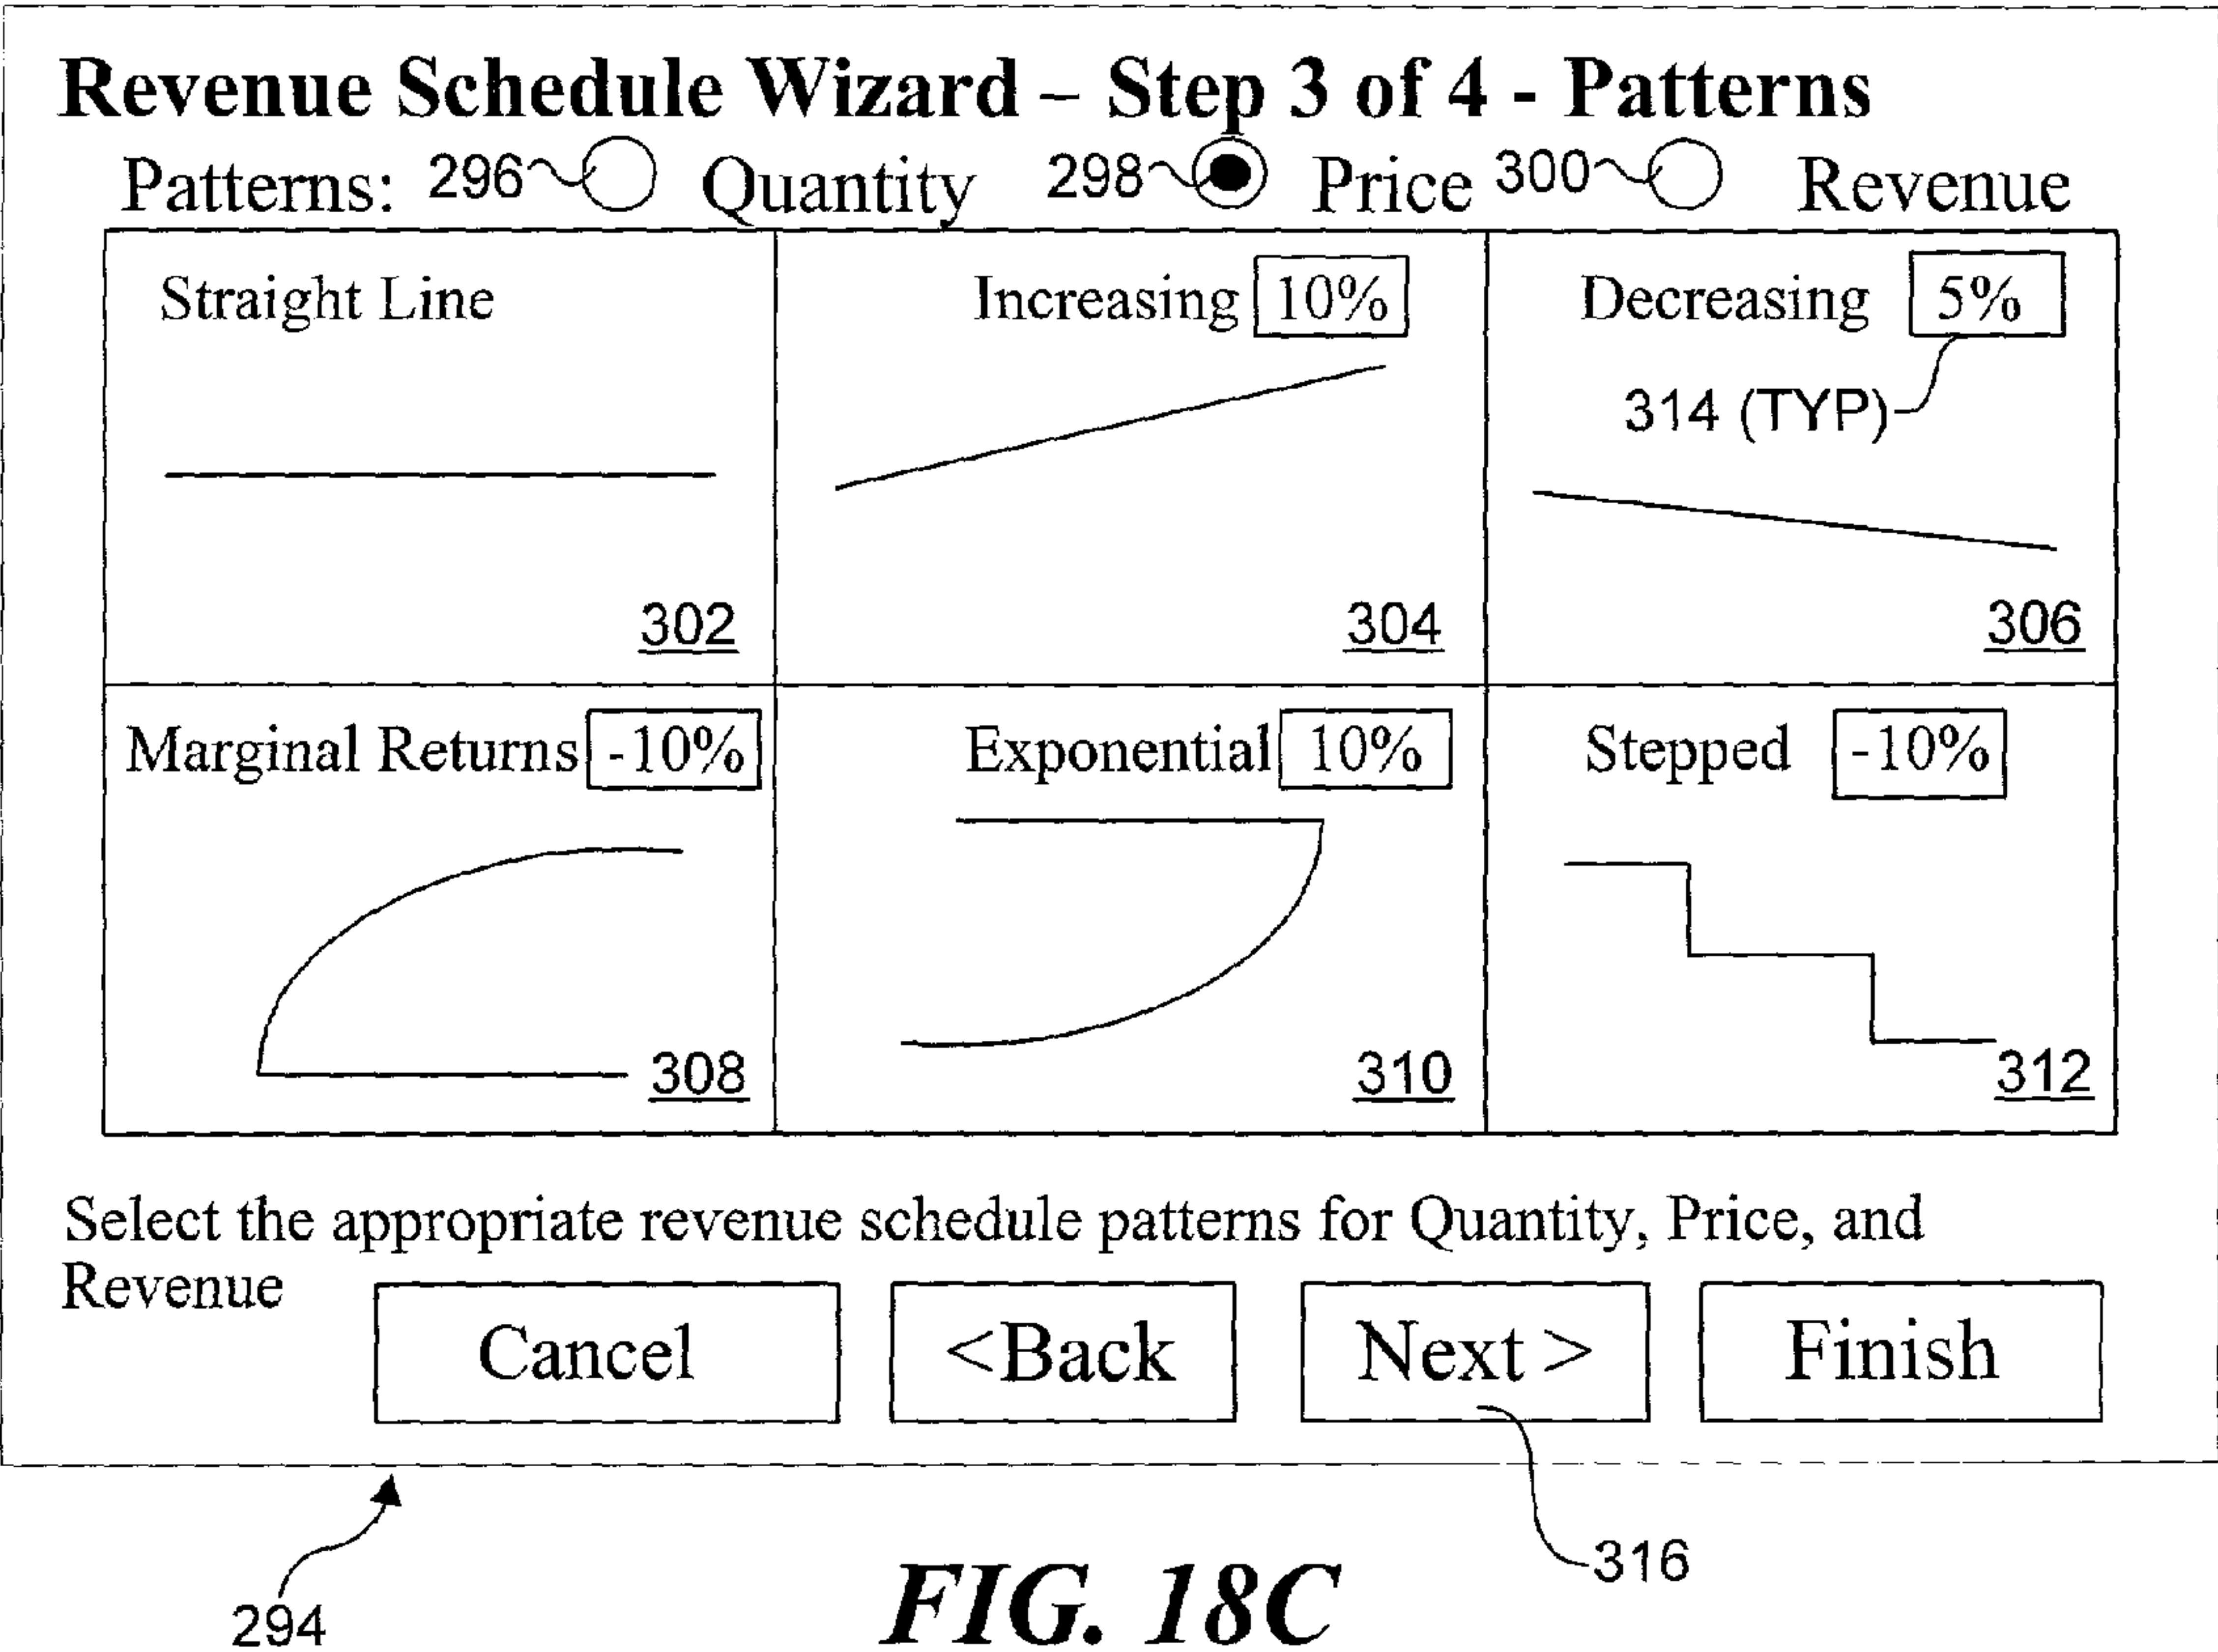 Revenue Schedule Wizard – Step 3 of 4 - Patterns
Patterns: 296 Quantity 298 Price 300 Revenue
Straight Line Increasing 10% Decreasing 5%
314 (TYP)
302 304 306
Marginal Returns -10% Exponential 10% Stepped -10%
308 310 312
Select the appropriate revenue schedule patterns for Quantity, Price, and
Revenue
Cancel <Back Next > Finish
316
294
FIG. 18C